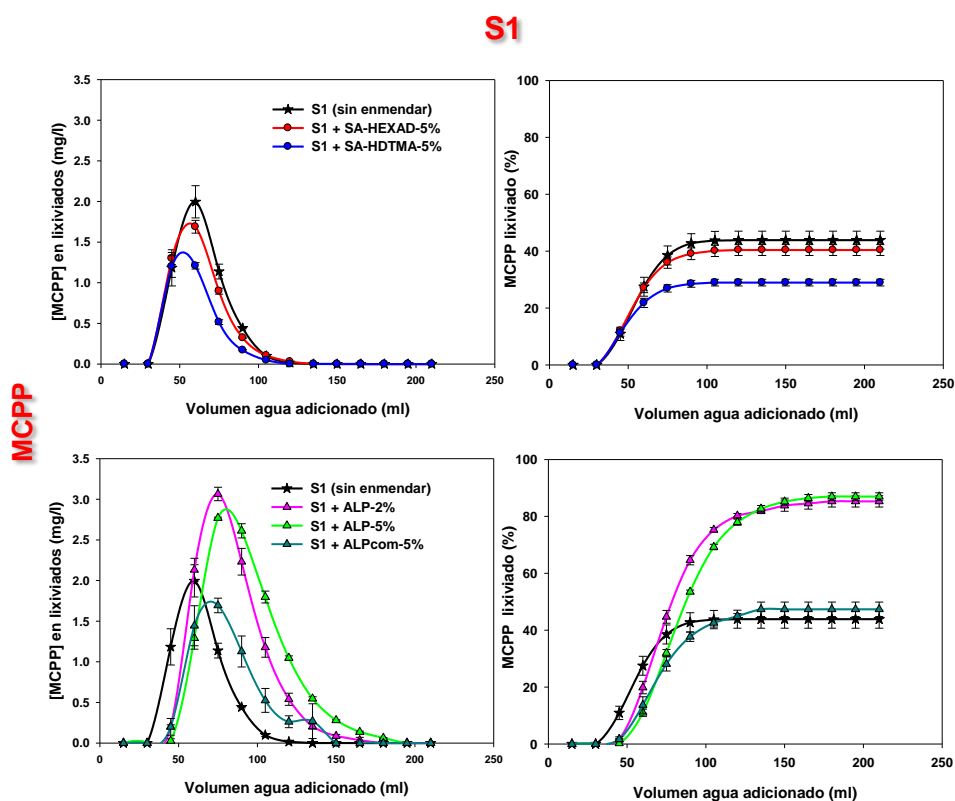 S1
MCPP
[MCPP] en lixiviados (mg/l)
3.5
3.0
2.5
2.0
1.5
1.0
0.5
0.0
S1 (sin enmendar)
S1 + SA-HEXAD-5%
S1 + SA-HDTMA-5%
0 50 100 150 200 250
Volumen agua adicionado (ml)
MCPP lixiviado (%)
100
80
60
40
20
0
0 50 100 150 200 250
Volumen agua adicionado (ml)
[MCPP] en lixiviados (mg/l)
3.5
3.0
2.5
2.0
1.5
1.0
0.5
0.0
S1 (sin enmendar)
S1 + ALP-2%
S1 + ALP-5%
S1 + ALPcom-5%
0 50 100 150 200 250
Volumen agua adicionado (ml)
MCPP lixiviado (%)
100
80
60
40
20
0
0 50 100 150 200 250
Volumen agua adicionado (ml)